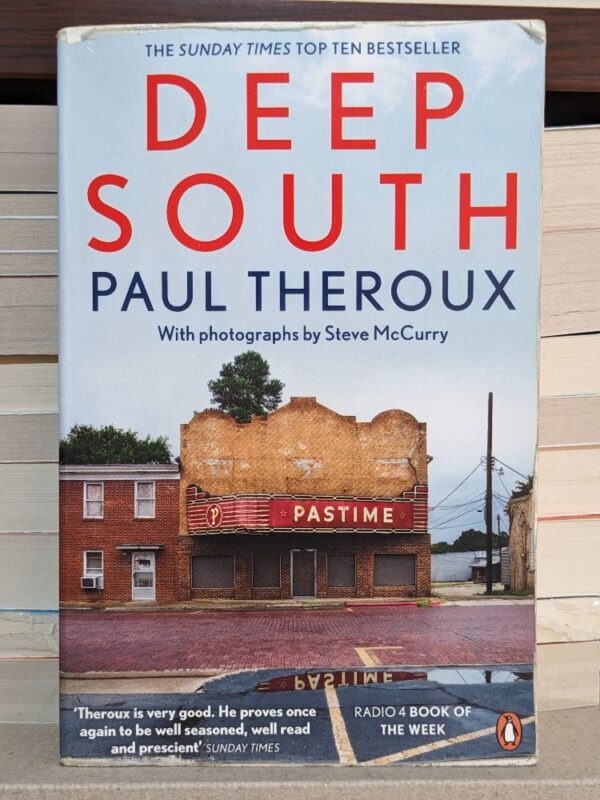 THE SUNDAY TIMES TOP TEN BESTSELLER
DEEP
SOUTH
PAUL THEROUX
With photographs by Steve McCurry
P PASTIME
PASTIME
'Theroux is very good. He proves once
again to be well seasoned, well read
and prescient' SUNDAY TIMES
RADIO 4 BOOK OF
THE WEEK